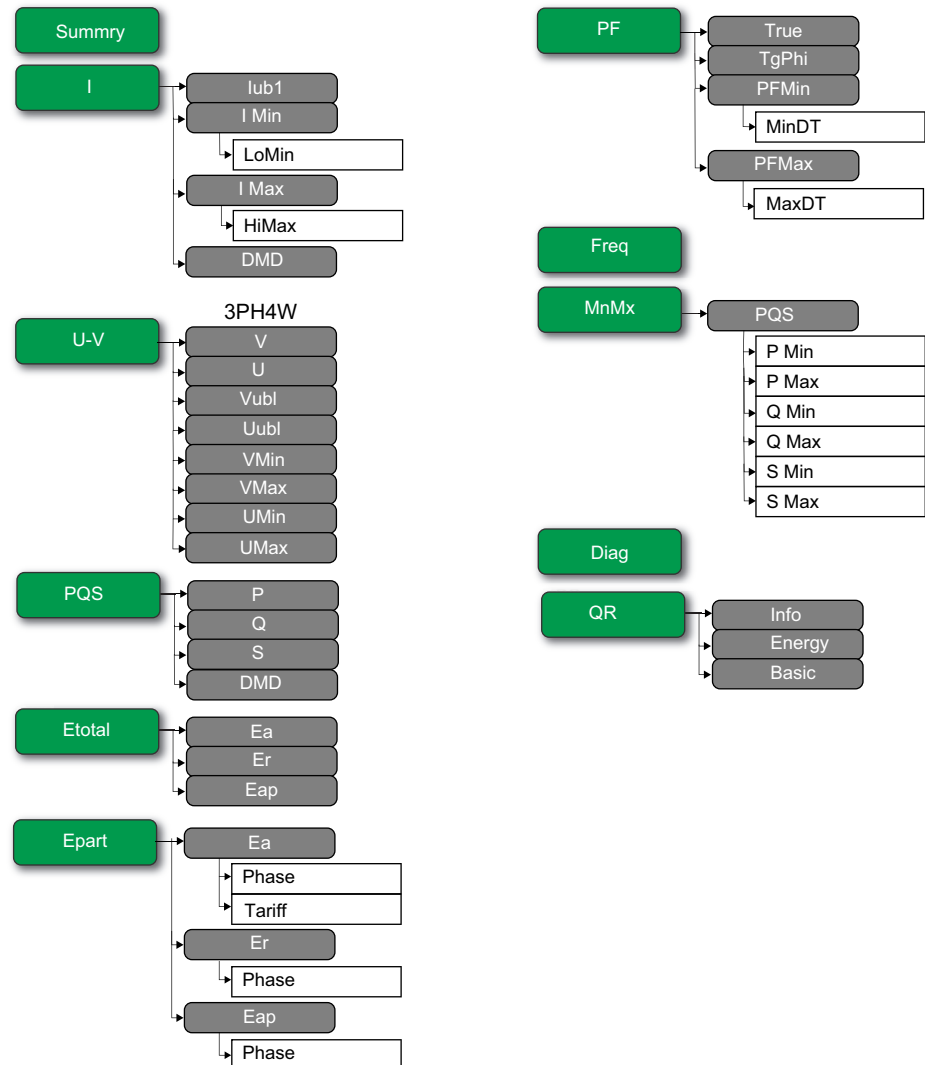 Summry
I
Iub1
I Min
LoMin
I Max
HiMax
DMD
3PH4W
U-V
V
U
Vubl
Uubl
VMin
VMax
UMin
UMax
PQS
P
Q
S
DMD
Etotal
Ea
Er
Eap
Epart
Ea
Phase
Tariff
Er
Phase
Eap
Phase
PF
True
TgPhi
PFMin
MinDT
PFMax
MaxDT
Freq
MnMx
PQS
P Min
P Max
Q Min
Q Max
S Min
S Max
Diag
QR
Info
Energy
Basic